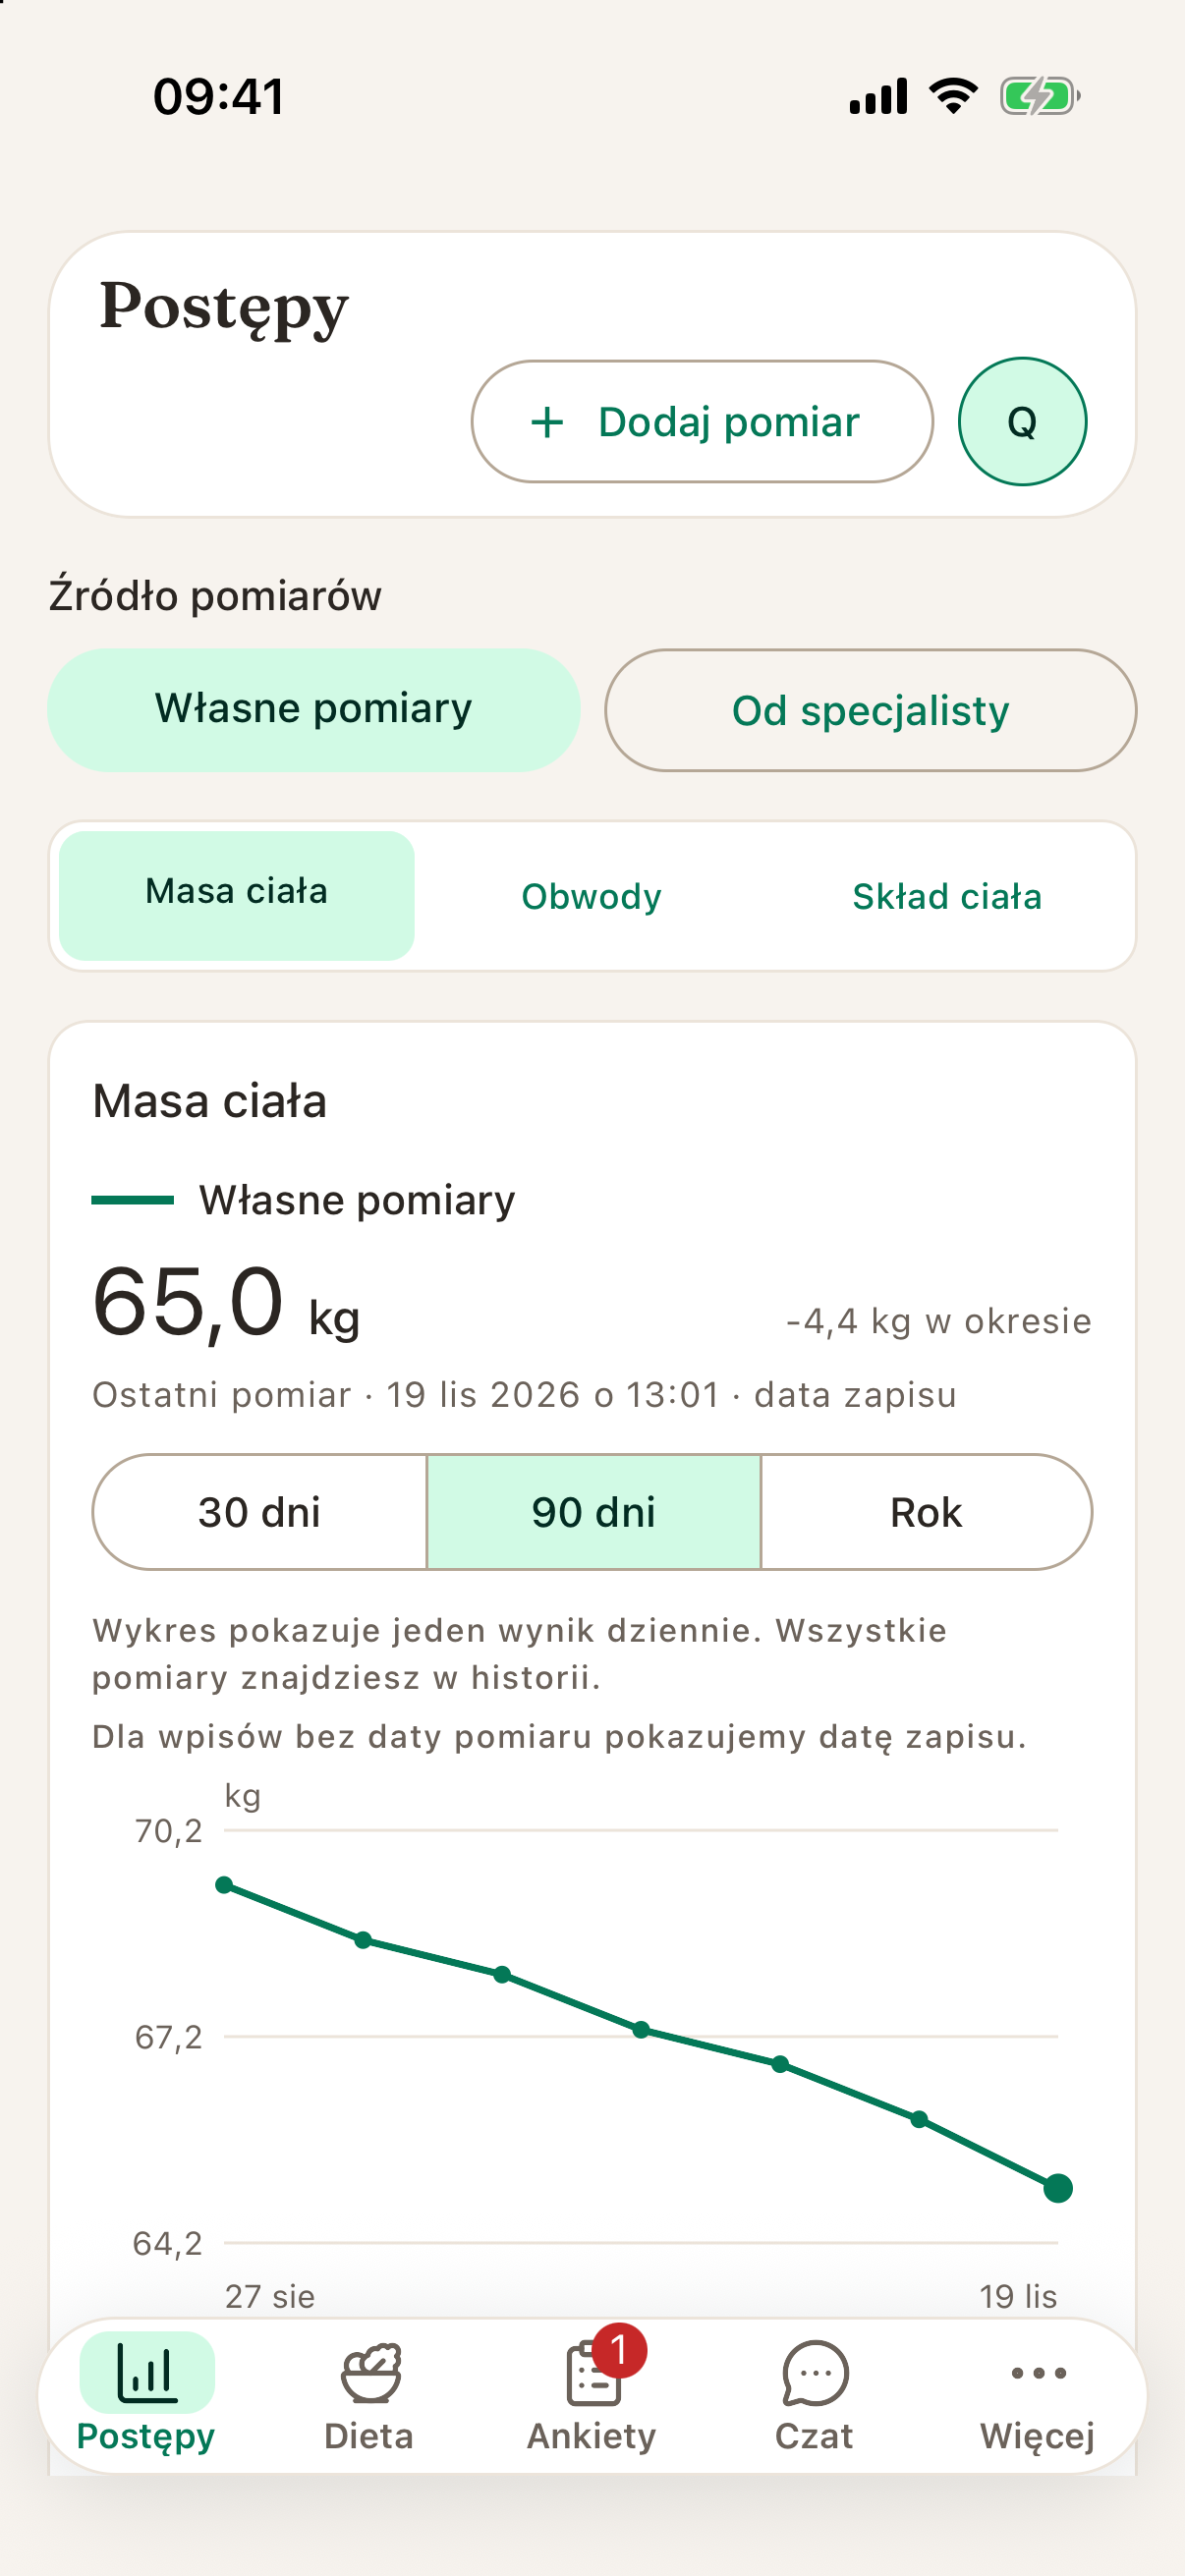 09:41
Postępy
+ Dodaj pomiar
Q
Źródło pomiarów
Własne pomiary
Od specjalisty
Masa ciała
Obwody
Skład ciała
Masa ciała
Własne pomiary
65,0 kg
-4,4 kg w okresie
Ostatni pomiar · 19 lis 2026 o 13:01 · data zapisu
30 dni
90 dni
Rok
Wykres pokazuje jeden wynik dziennie. Wszystkie
pomiary znajdziesz w historii.
Dla wpisów bez daty pomiaru pokazujemy datę zapisu.
kg
70,2
67,2
64,2
27 sie
19 lis
1
Postępy
Dieta
Ankiety
Czat
Więcej